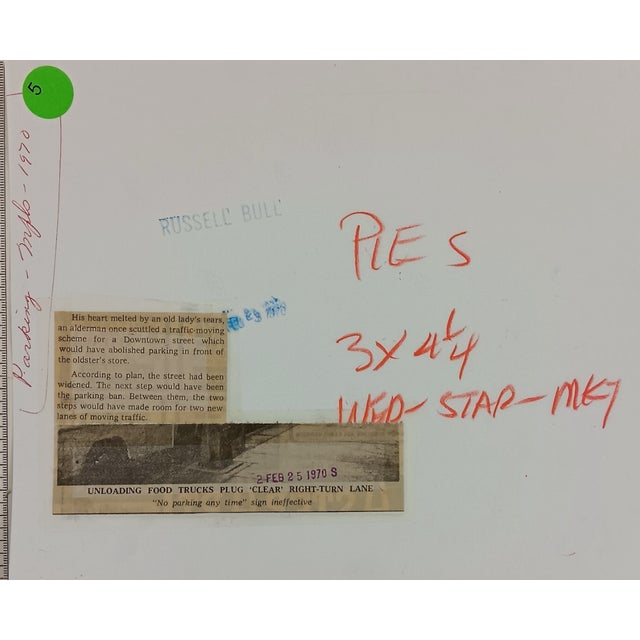 5
Parking - Mpls - 1970
RUSSELL BULL
PIES
3 X 4 1/4
WED- STAR - MKT
His heart melted by an old lady's tears,
an alderman once scuttled a traffic-moving
scheme for a Downtown street which
would have abolished parking in front of
the oldster's store.
According to plan, the street had been
widened. The next step would have been
the parking ban. Between them, the two
steps would have made room for two new
lanes of moving traffic.
2 FEB 25 1970 S
UNLOADING FOOD TRUCKS PLUG 'CLEAR' RIGHT-TURN LANE
"No parking any time" sign ineffective